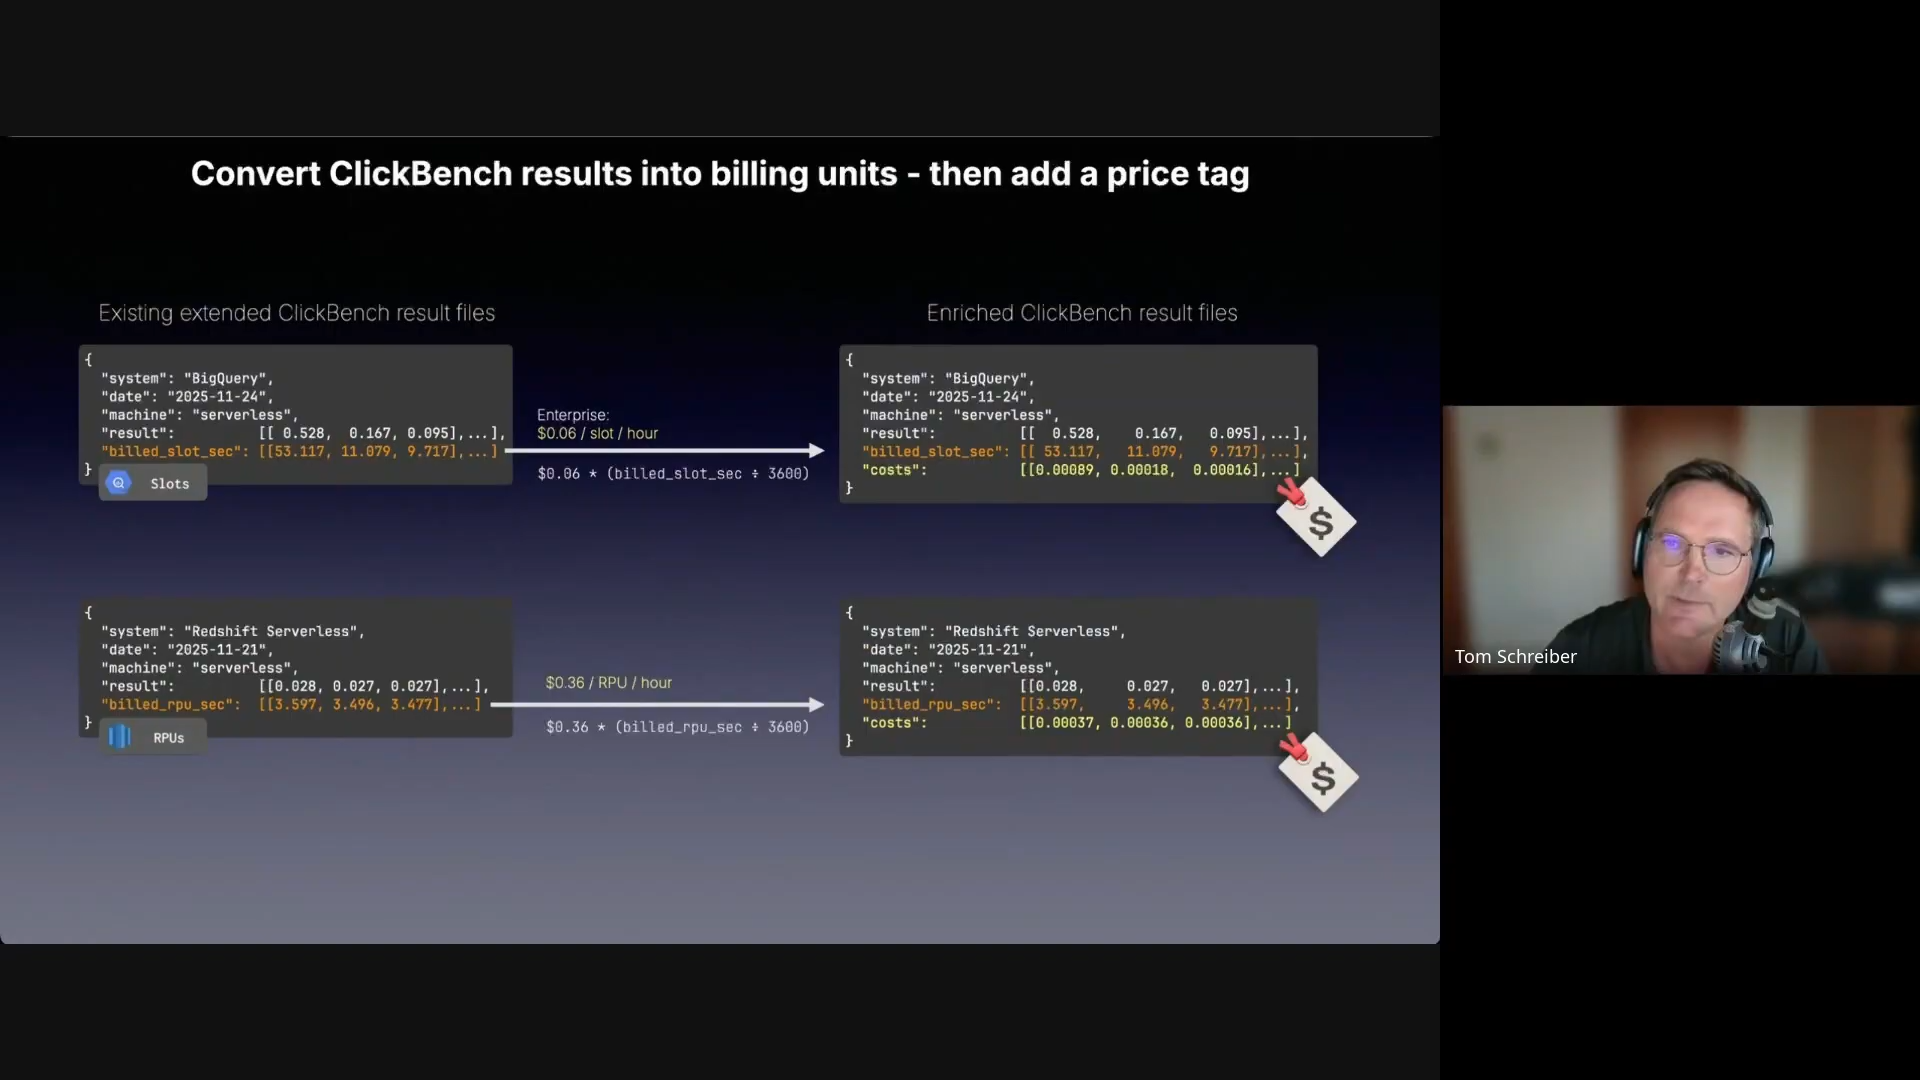 Convert ClickBench results into billing units - then add a price tag
Existing extended ClickBench result files
{
"system": "BigQuery",
"date": "2025-11-24",
"machine": "serverless",
"result": [[ 0.528, 0.167, 0.095],...],
"billed_slot_sec": [[53.117, 11.079, 9.717],...]
}
Slots
Enterprise:
$0.06 / slot / hour
$0.06 * (billed_slot_sec ÷ 3600)
Enriched ClickBench result files
{
"system": "BigQuery",
"date": "2025-11-24",
"machine": "serverless",
"result": [[ 0.528, 0.167, 0.095],...],
"billed_slot_sec": [[ 53.117, 11.079, 9.717],...],
"costs": [[0.00089, 0.00018, 0.00016],...]
}
$
{
"system": "Redshift Serverless",
"date": "2025-11-21",
"machine": "serverless",
"result": [[0.028, 0.027, 0.027],...],
"billed_rpu_sec": [[3.597, 3.496, 3.477],...]
}
RPUs
$0.36 / RPU / hour
$0.36 * (billed_rpu_sec ÷ 3600)
{
"system": "Redshift Serverless",
"date": "2025-11-21",
"machine": "serverless",
"result": [[0.028, 0.027, 0.027],...],
"billed_rpu_sec": [[3.597, 3.496, 3.477],...],
"costs": [[0.00037, 0.00036, 0.00036],...]
}
$
Tom Schreiber